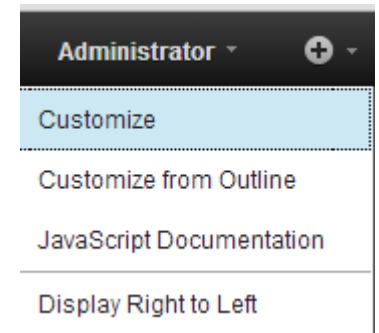 Administrator
Customize
Customize from Outline
JavaScript Documentation
Display Right to Left